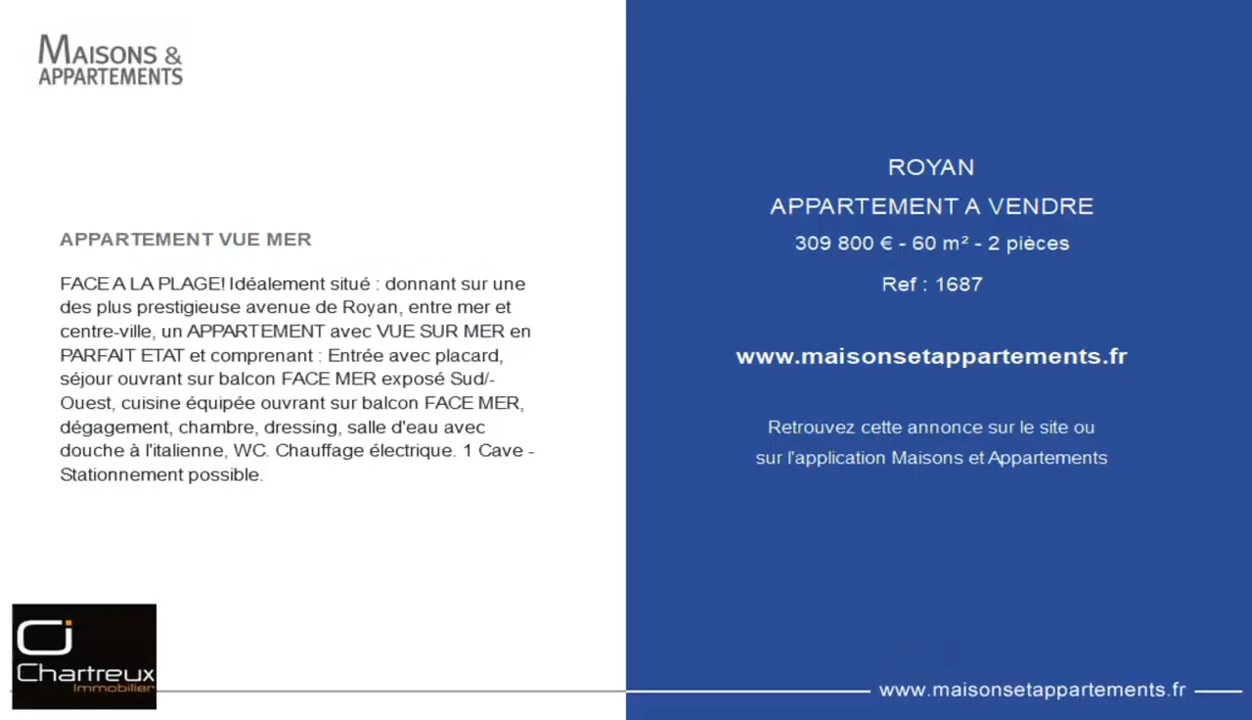 MAISONS &
APPARTEMENTS
APPARTEMENT VUE MER
FACE A LA PLAGE! Idéalement situé : donnant sur une
des plus prestigieuse avenue de Royan, entre mer et
centre-ville, un APPARTEMENT avec VUE SUR MER en
PARFAIT ETAT et comprenant : Entrée avec placard,
séjour ouvrant sur balcon FACE MER exposé Sud/-
Ouest, cuisine équipée ouvrant sur balcon FACE MER,
dégagement, chambre, dressing, salle d'eau avec
douche à l'italienne, WC. Chauffage électrique. 1 Cave -
Stationnement possible.
Chartreux
Immobilier
ROYAN
APPARTEMENT A VENDRE
309 800 € - 60 m² - 2 pièces
Ref : 1687
www.maisonsetappartements.fr
Retrouvez cette annonce sur le site ou
sur l'application Maisons et Appartements
www.maisonsetappartements.fr